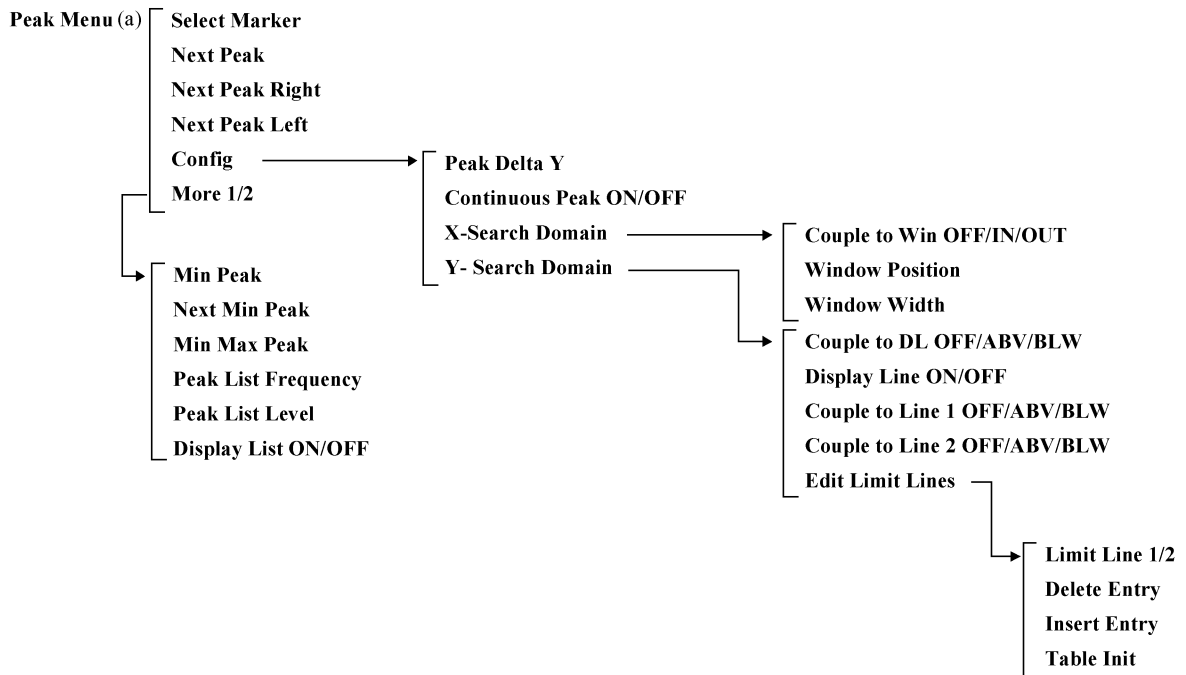 Peak Menu (a)
Select Marker
Next Peak
Next Peak Right
Next Peak Left
Config
More 1/2
Min Peak
Next Min Peak
Min Max Peak
Peak List Frequency
Peak List Level
Display List ON/OFF
Peak Delta Y
Continuous Peak ON/OFF
X-Search Domain
Y- Search Domain
Couple to Win OFF/IN/OUT
Window Position
Window Width
Couple to DL OFF/ABV/BLW
Display Line ON/OFF
Couple to Line 1 OFF/ABV/BLW
Couple to Line 2 OFF/ABV/BLW
Edit Limit Lines
Limit Line 1/2
Delete Entry
Insert Entry
Table Init